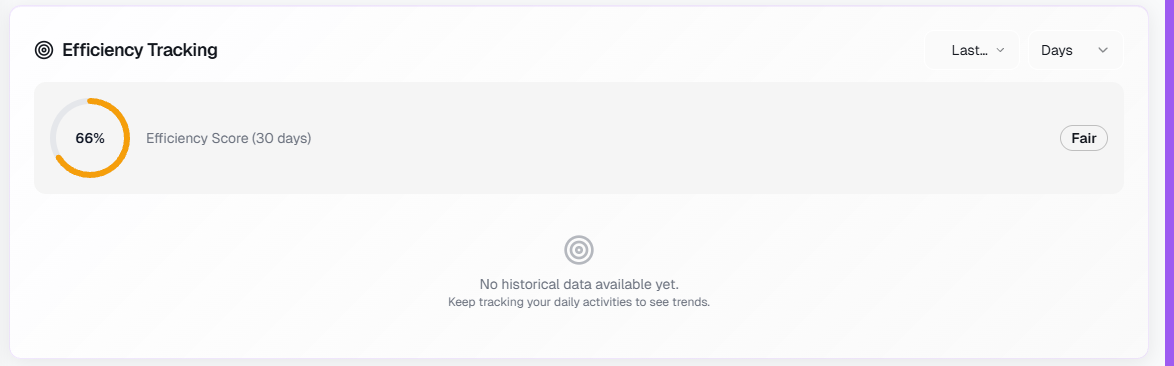 Efficiency Tracking
Last...
Days
66%
Efficiency Score (30 days)
Fair
No historical data available yet.
Keep tracking your daily activities to see trends.